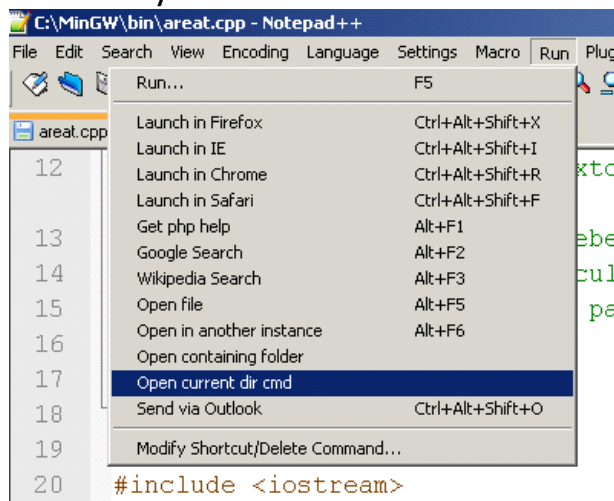 C:\MinGW\bin\areat.cpp - Notepad++
File Edit Search View Encoding Language Settings Macro Run
Run... F5
areat.cpp
Launch in Firefox Ctrl+Alt+Shift+X
Launch in IE Ctrl+Alt+Shift+I
12
Launch in Chrome Ctrl+Alt+Shift+R
Launch in Safari Ctrl+Alt+Shift+F
Get php help Alt+F1
13
Google Search Alt+F2
14
Wikipedia Search Alt+F3
15
Open file Alt+F5
16
Open in another instance Alt+F6
Open containing folder
17
Open current dir cmd
18
Send via Outlook Ctrl+Alt+Shift+O
19
Modify Shortcut/Delete Command...
20 #include <iostream>